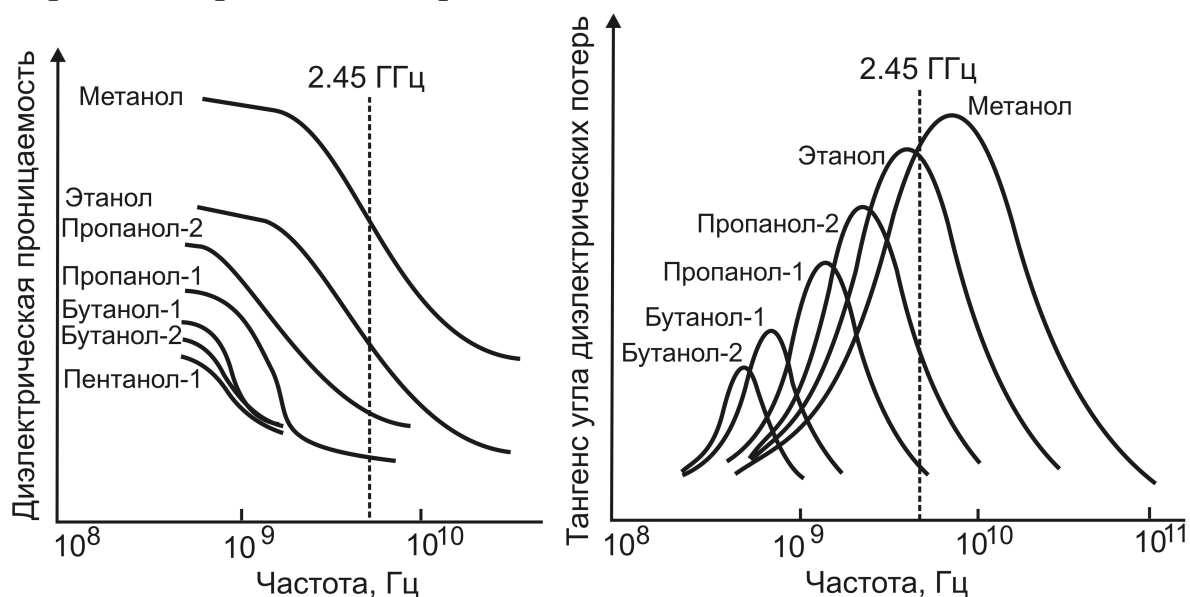 Диэлектрическая проницаемость
2.45 ГГц
Метанол
Этанол
Пропанол-2
Пропанол-1
Бутанол-1
Бутанол-2
Пентанол-1
10^8
10^9
10^10
Частота, Гц
Тангенс угла диэлектрических потерь
2.45 ГГц
Метанол
Этанол
Пропанол-2
Пропанол-1
Бутанол-1
Бутанол-2
10^8
10^9
10^10
10^11
Частота, Гц